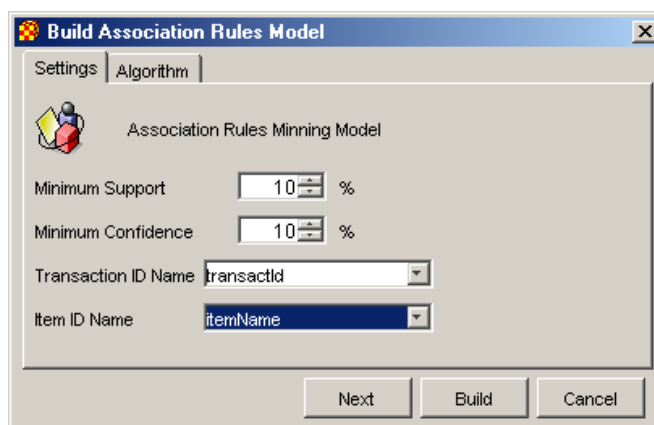 Build Association Rules Model
Settings Algorithm
Association Rules Minning Model
Minimum Support 10 %
Minimum Confidence 10 %
Transaction ID Name transactId
Item ID Name itemName
Next Build Cancel